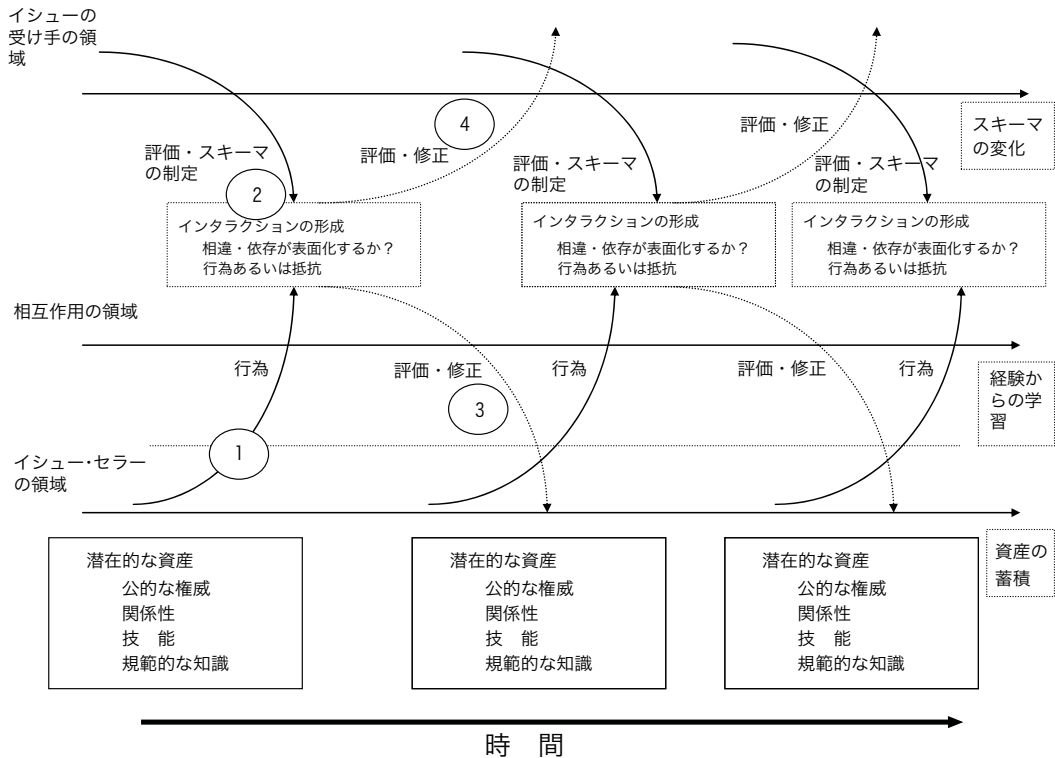 イシューの
受け手の領
域
4
評価・修正
評価・修正
スキーマ
の変化
評価・スキーマ
の制定
2
評価・スキーマ
の制定
評価・スキーマ
の制定
インタラクションの形成
相違・依存が表面化するか？
行為あるいは抵抗
インタラクションの形成
相違・依存が表面化するか？
行為あるいは抵抗
インタラクションの形成
相違・依存が表面化するか？
行為あるいは抵抗
相互作用の領域
行為
評価・修正
3
行為
評価・修正
行為
経験か
らの学
習
1
イシュー・セラー
の領域
資産の
蓄積
潜在的な資産
公的な権威
関係性
技　能
規範的な知識
潜在的な資産
公的な権威
関係性
技　能
規範的な知識
潜在的な資産
公的な権威
関係性
技　能
規範的な知識
時　間